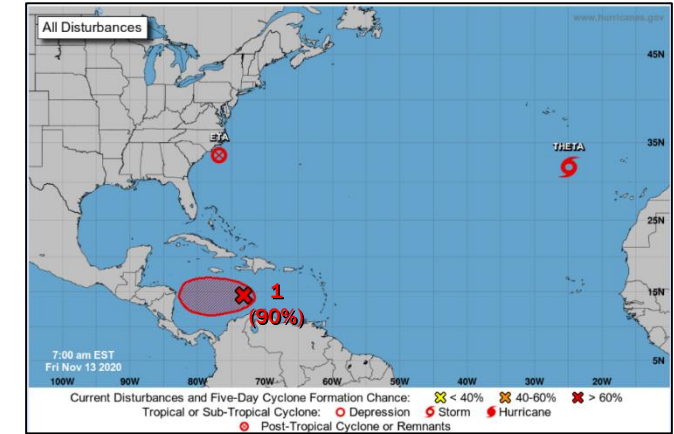 All Disturbances
www.hurricanes.gov
45N
ETA
THETA
35N
25N
1
15N
(90%)
7:00 am EST
Fri Nov 13 2020
5N
100W 90W 80W 70W 60W 50W 40W 30W 20W
Current Disturbances and Five-Day Cyclone Formation Chance: < 40% 40-60% > 60%
Tropical or Sub-Tropical Cyclone: Depression Storm Hurricane
Post-Tropical Cyclone or Remnants